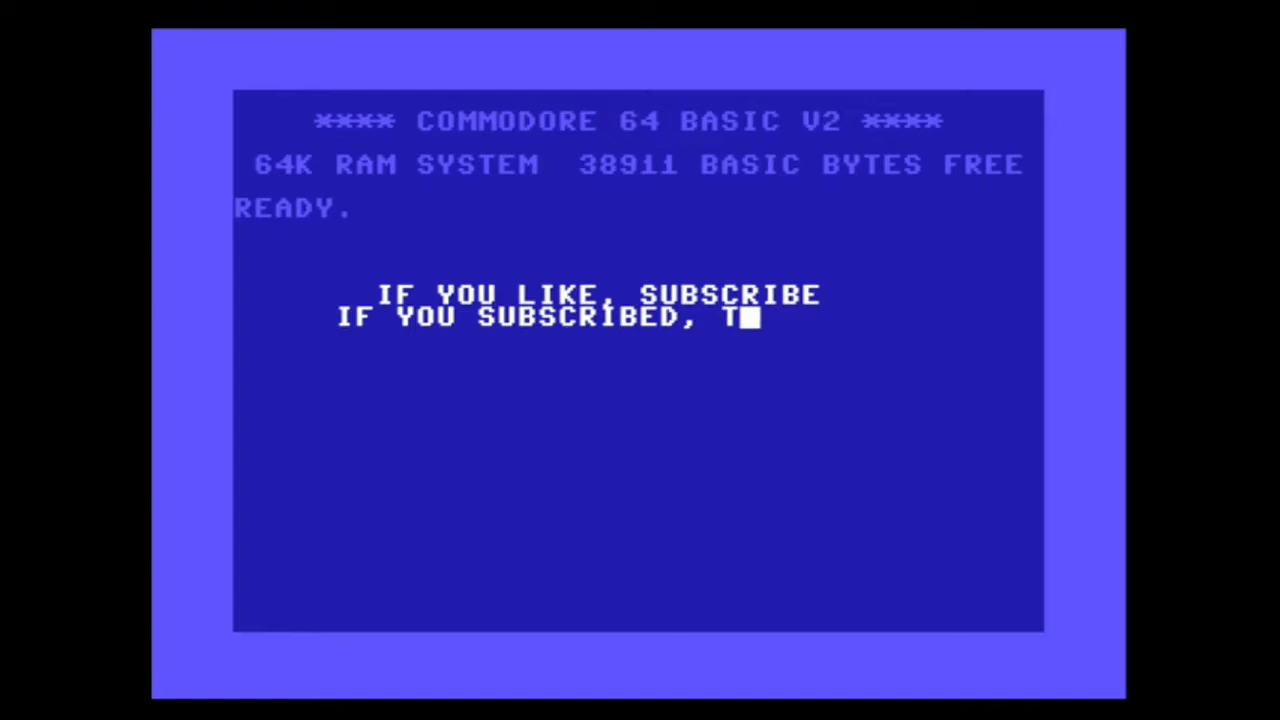 **** COMMODORE 64 BASIC V2 ****
64K RAM SYSTEM  38911 BASIC BYTES FREE
READY.
IF YOU LIKE, SUBSCRIBE
IF YOU SUBSCRIBED, T